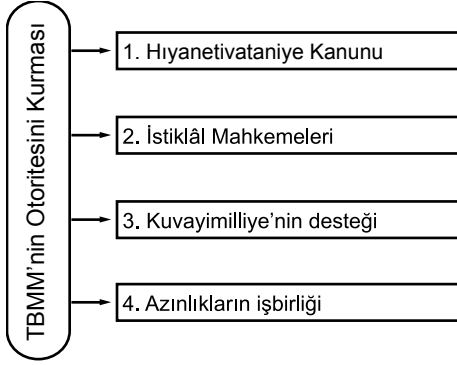 TBMM'nin Otoritesini Kurması
1. Hıyanetivataniye Kanunu
2. İstiklâl Mahkemeleri
3. Kuvayimilliye'nin desteği
4. Azınlıkların işbirliği